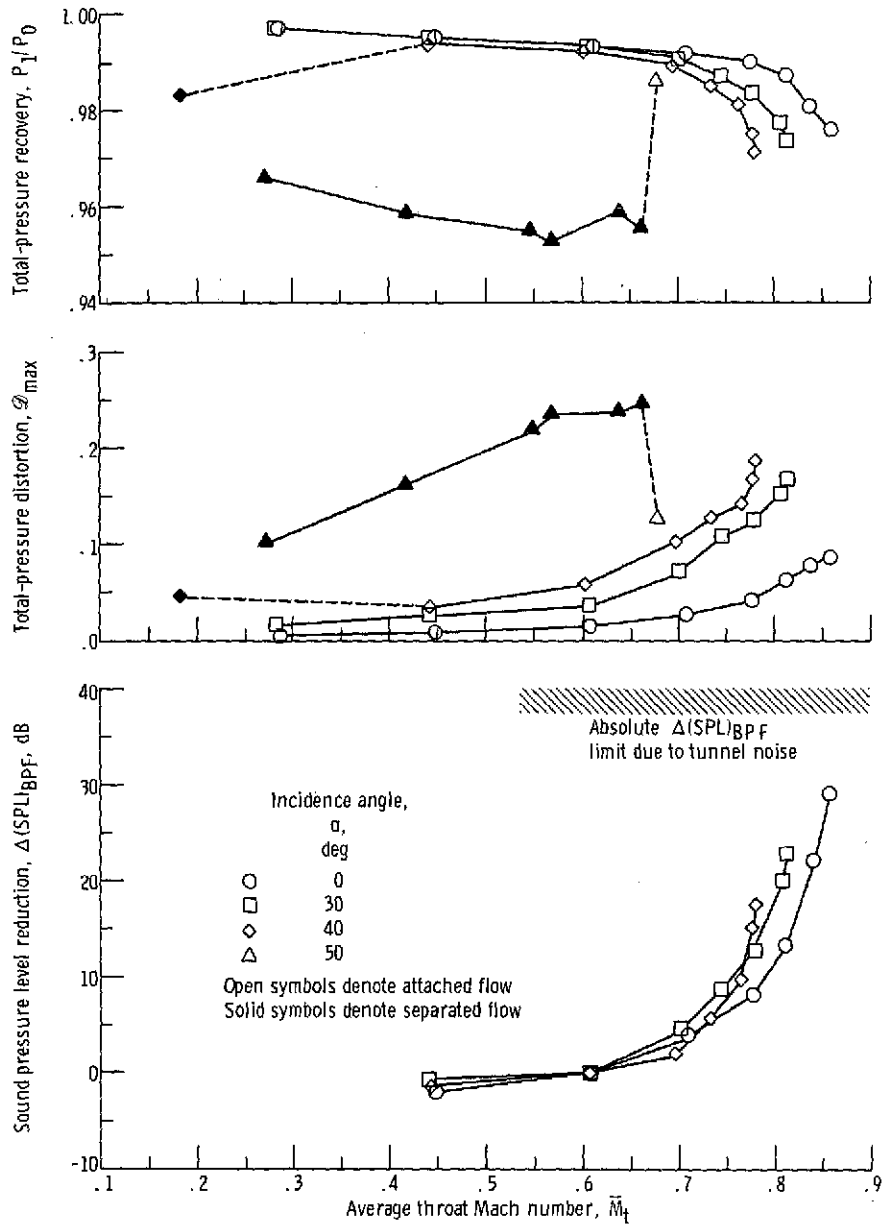 1.00
.98
.96
.94
Total-pressure recovery, P1/P0
.3
.2
.1
.0
Total-pressure distortion, 𝒟max
40
30
20
10
0
-10
Sound pressure level reduction, Δ(SPL)BPF, dB
Absolute Δ(SPL)BPF
limit due to tunnel noise
Incidence angle,
α,
deg
0
30
40
50
Open symbols denote attached flow
Solid symbols denote separated flow
.1 .2 .3 .4 .5 .6 .7 .8 .9
Average throat Mach number, M̄t